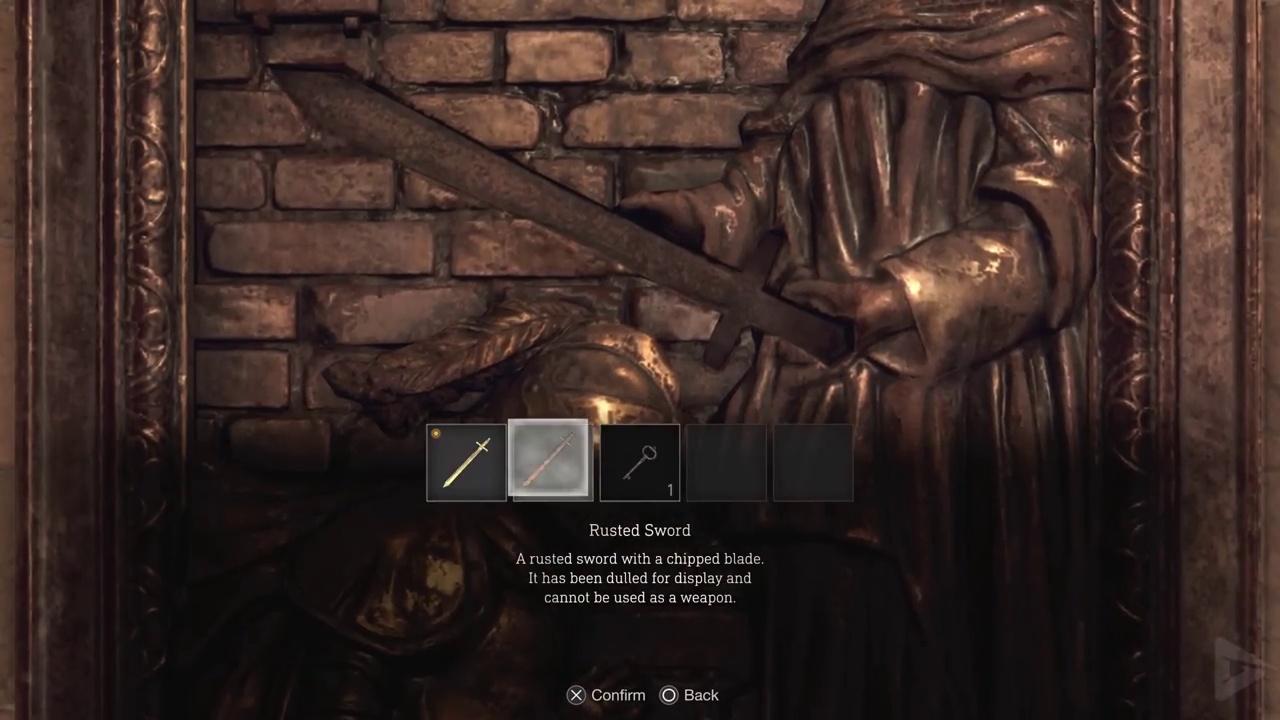 1
Rusted Sword
A rusted sword with a chipped blade.
It has been dulled for display and
cannot be used as a weapon.
Confirm Back